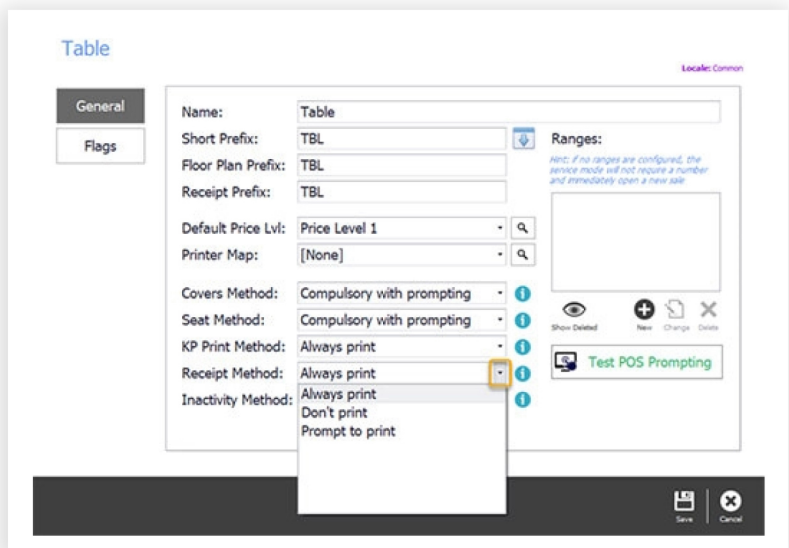 Table
Locale: Common
General
Flags
Name: Table
Short Prefix: TBL
Floor Plan Prefix: TBL
Receipt Prefix: TBL
Default Price Lvl: Price Level 1
Printer Map: [None]
Covers Method: Compulsory with prompting
Seat Method: Compulsory with prompting
KP Print Method: Always print
Receipt Method: Always print
Inactivity Method:
Always print
Don't print
Prompt to print
Ranges:
Hint: if no ranges are configured, the
service mode will not require a number
and immediately open a new sale
Show Deleted
New Change Delete
Test POS Prompting
Save Cancel